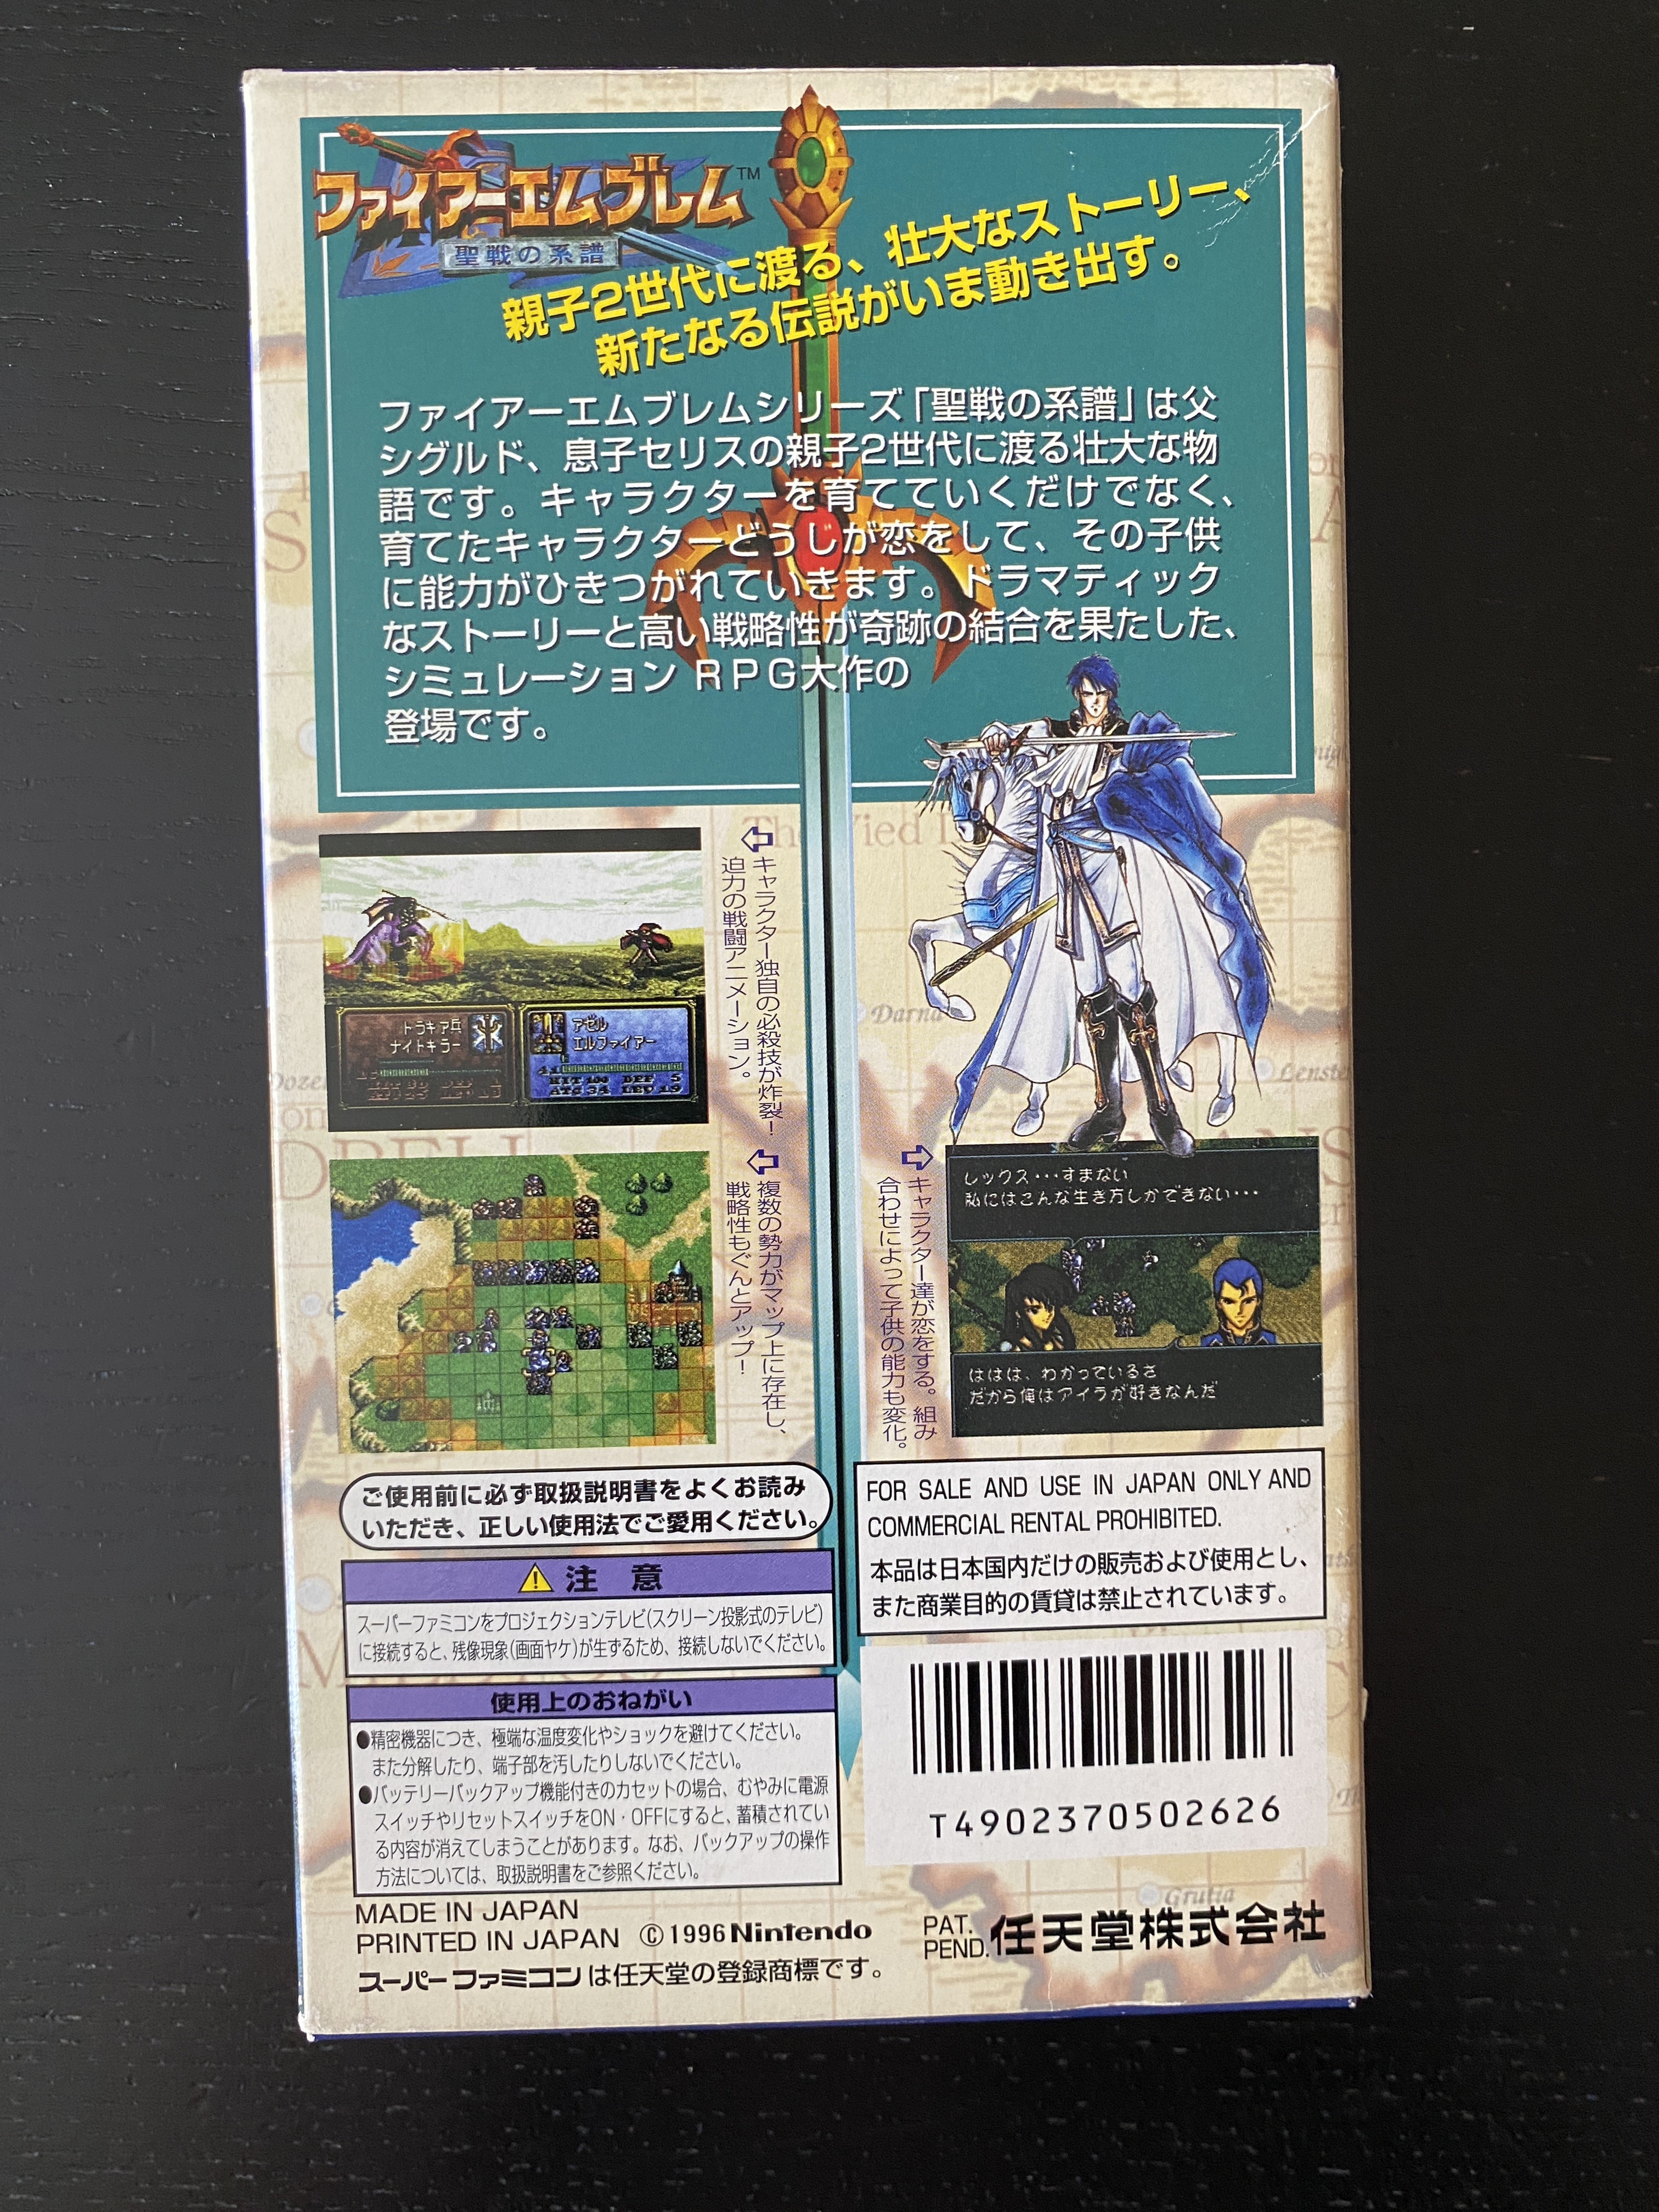 ファイアーエムブレム™
聖戦の系譜
親子2世代に渡る、壮大なストーリー、
新たなる伝説がいま動き出す。
ファイアーエムブレムシリーズ「聖戦の系譜」は父
シグルド、息子セリスの親子2世代に渡る壮大な物
語です。キャラクターを育てていくだけでなく、
育てたキャラクターどうしが恋をして、その子供
に能力がひきつがれていきます。ドラマティック
なストーリーと高い戦略性が奇跡の結合を果たした、
シミュレーションRPG大作の
登場です。
キャラクター独自の必殺技が炸裂！
迫力の戦闘アニメーション。
トラキア兵
ナイトキラー
アゼル
エルファイアー
41
HIT 100 DEF 5
ATC 34 LEV 19
複数の勢力がマップ上に存在し、
戦略性もぐんとアップ！
キャラクター達が恋をする。組み
合わせによって子供の能力も変化。
レックス・・・すまない
私にはこんな生き方しかできない・・・
ははは、わかっているさ
だから俺はアイラが好きなんだ
Darna
Lenste
Grutia
ご使用前に必ず取扱説明書をよくお読み
いただき、正しい使用法でご愛用ください。
注 意
スーパーファミコンをプロジェクションテレビ(スクリーン投影式のテレビ)
に接続すると、残像現象(画面ヤケ)が生ずるため、接続しないでください。
使用上のおねがい
●精密機器につき、極端な温度変化やショックを避けてください。
また分解したり、端子部を汚したりしないでください。
●バッテリーバックアップ機能付きのカセットの場合、むやみに電源
スイッチやリセットスイッチをON・OFFにすると、蓄積されてい
る内容が消えてしまうことがあります。なお、バックアップの操作
方法については、取扱説明書をご参照ください。
FOR SALE AND USE IN JAPAN ONLY AND
COMMERCIAL RENTAL PROHIBITED.
本品は日本国内だけの販売および使用とし、
また商業目的の賃貸は禁止されています。
T4902370502626
MADE IN JAPAN
PRINTED IN JAPAN ©1996 Nintendo
スーパーファミコンは任天堂の登録商標です。
PAT.
PEND.
任天堂株式会社